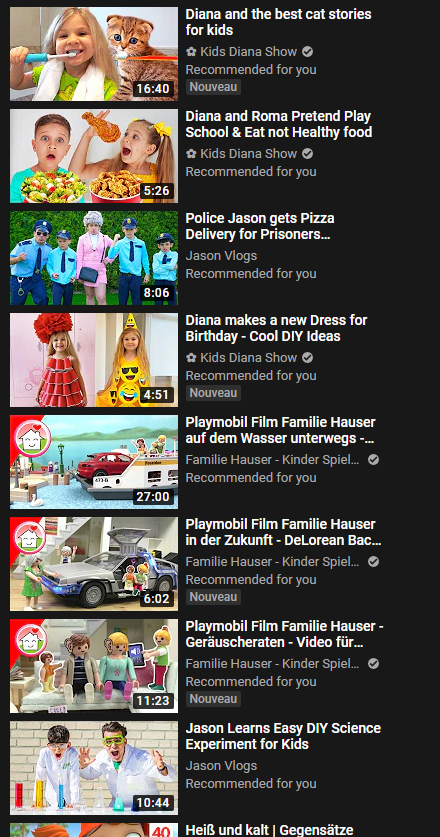 Diana and the best cat stories
for kids
✿ Kids Diana Show
Recommended for you
Nouveau
16:40
Diana and Roma Pretend Play
School & Eat not Healthy food
✿ Kids Diana Show
Recommended for you
5:26
Police Jason gets Pizza
Delivery for Prisoners…
Jason Vlogs
Recommended for you
8:06
Diana makes a new Dress for
Birthday - Cool DIY Ideas
✿ Kids Diana Show
Recommended for you
Nouveau
4:51
Playmobil Film Familie Hauser
auf dem Wasser unterwegs -…
Familie Hauser - Kinder Spiel…
Recommended for you
27:00
Playmobil Film Familie Hauser
in der Zukunft - DeLorean Bac…
Familie Hauser - Kinder Spiel…
Recommended for you
Nouveau
6:02
Playmobil Film Familie Hauser -
Geräuscheraten - Video für…
Familie Hauser - Kinder Spiel…
Recommended for you
Nouveau
11:23
Jason Learns Easy DIY Science
Experiment for Kids
Jason Vlogs
Recommended for you
10:44
40
Heiß und kalt | Gegensätze